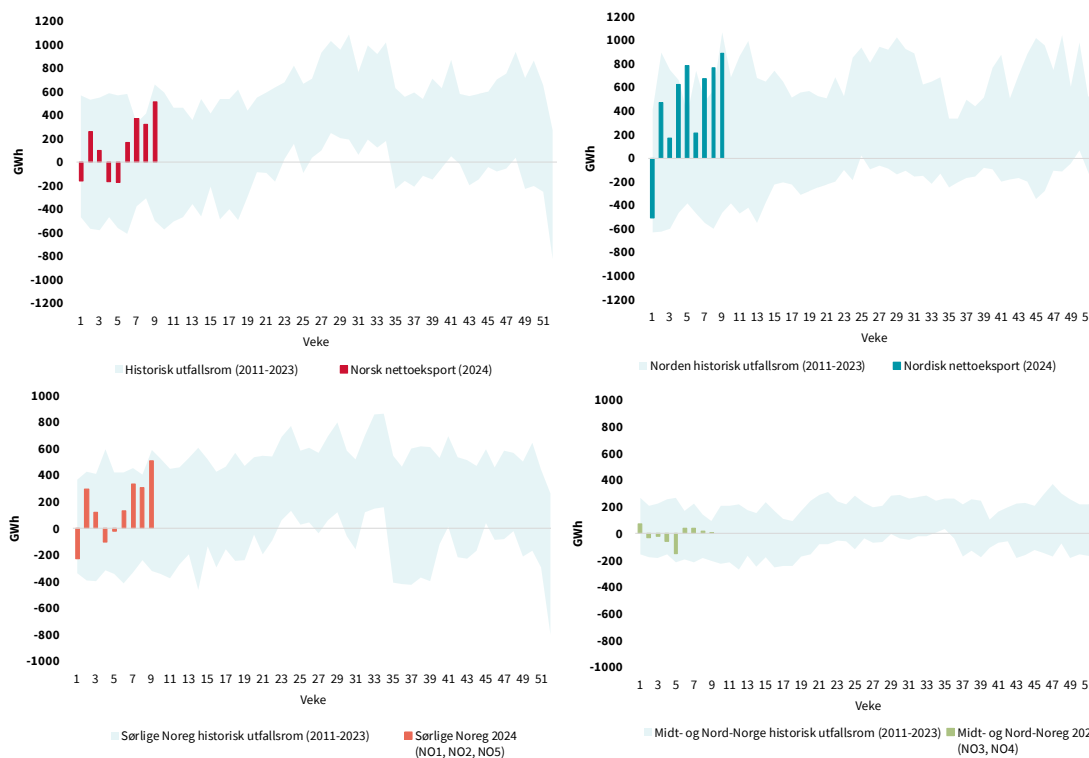 1200
1000
800
600
400
200
0
-200
-400
-600
-800
-1000
-1200
GWh
1 3 5 7 9 11 13 15 17 19 21 23 25 27 29 31 33 35 37 39 41 43 45 47 49 51
Veke
Historisk utfallsrom (2011-2023) Norsk nettoeksport (2024)
1200
1000
800
600
400
200
0
-200
-400
-600
-800
-1000
-1200
GWh
1 3 5 7 9 11 13 15 17 19 21 23 25 27 29 31 33 35 37 39 41 43 45 47 49 5
Veke
Norden historisk utfallsrom (2011-2023) Nordisk nettoeksport (2024)
1000
800
600
400
200
0
-200
-400
-600
-800
-1000
GWh
1 3 5 7 9 11 13 15 17 19 21 23 25 27 29 31 33 35 37 39 41 43 45 47 49 51
Veke
Sørlige Noreg historisk utfallsrom (2011-2023) Sørlige Noreg 2024
(NO1, NO2, NO5)
1000
800
600
400
200
0
-200
-400
-600
-800
-1000
GWh
1 3 5 7 9 11 13 15 17 19 21 23 25 27 29 31 33 35 37 39 41 43 45 47 49 5
Veke
Midt- og Nord-Norge historisk utfallsrom (2011-2023) Midt- og Nord-Noreg 202
(NO3, NO4)